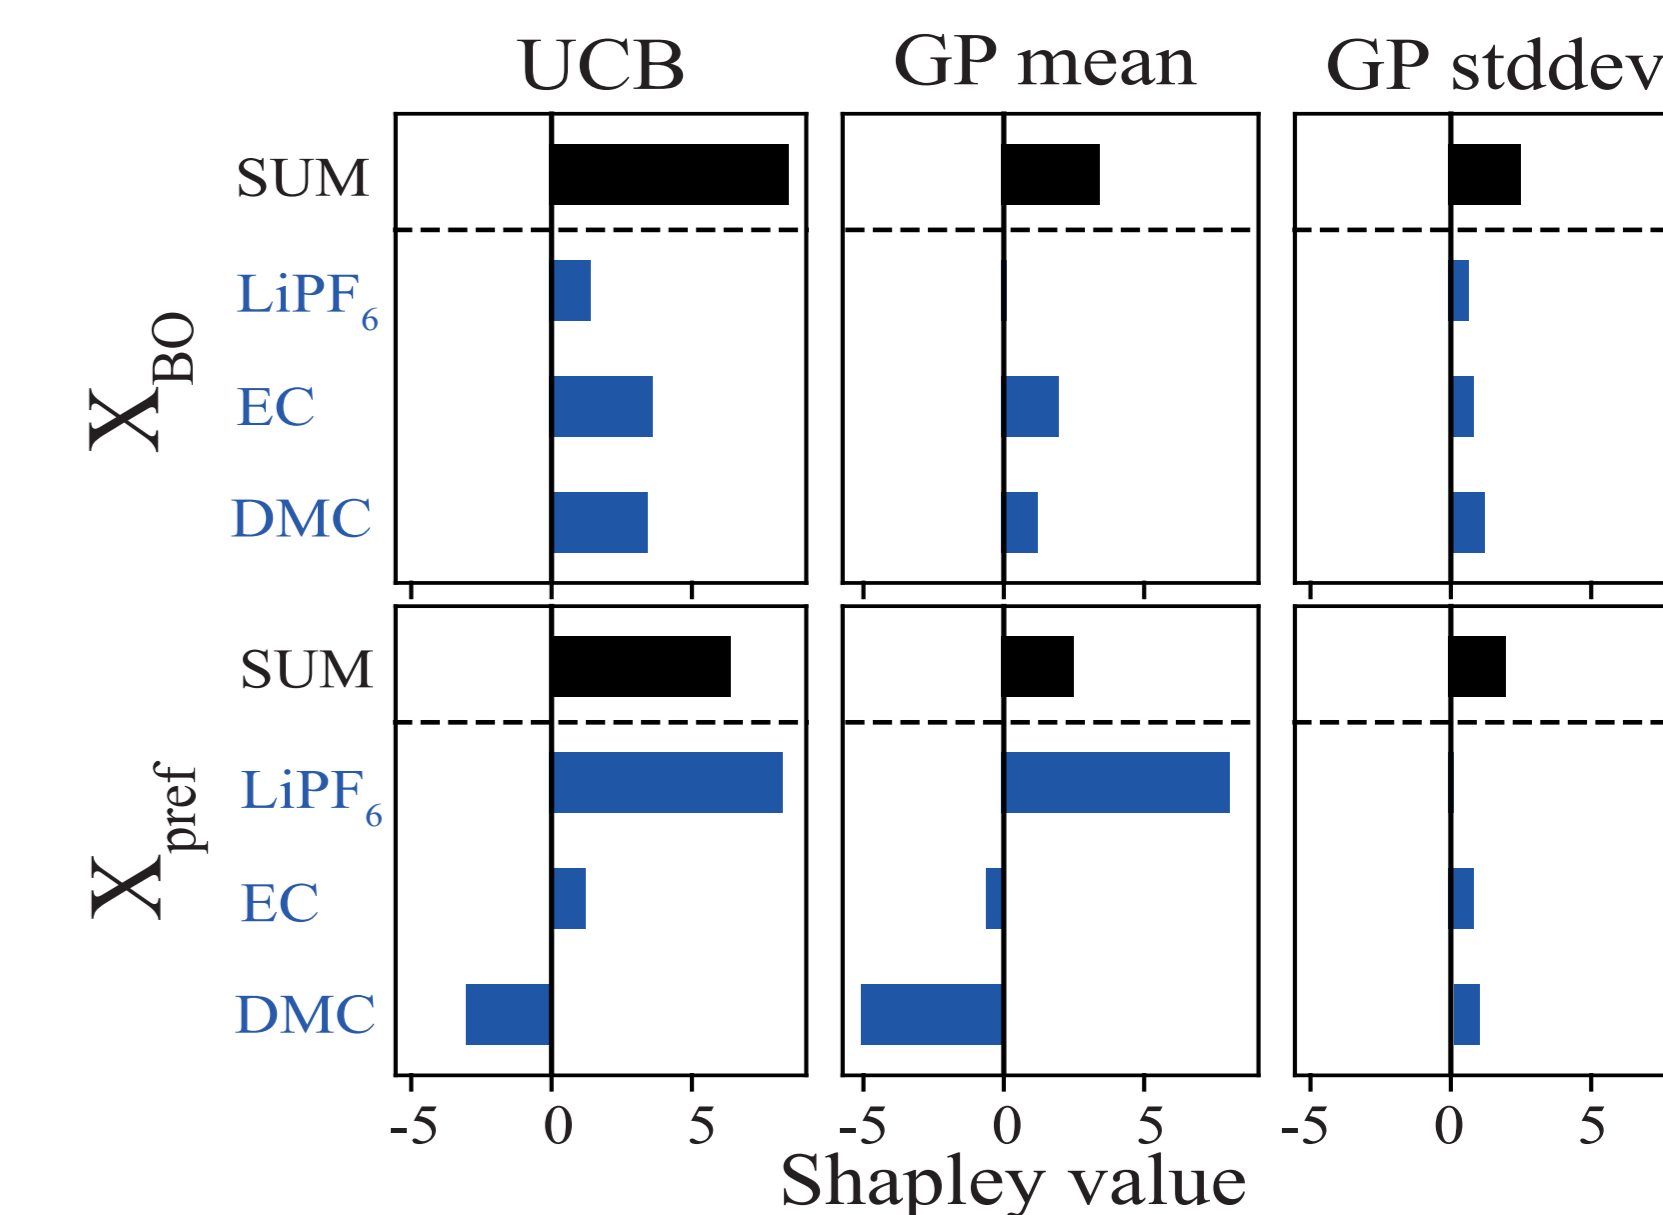 UCB GP mean GP stddev
SUM
LiPF₆
EC
DMC
X_BO
SUM
LiPF₆
EC
DMC
X_pref
-5 0 5 -5 0 5 -5 0 5
Shapley value